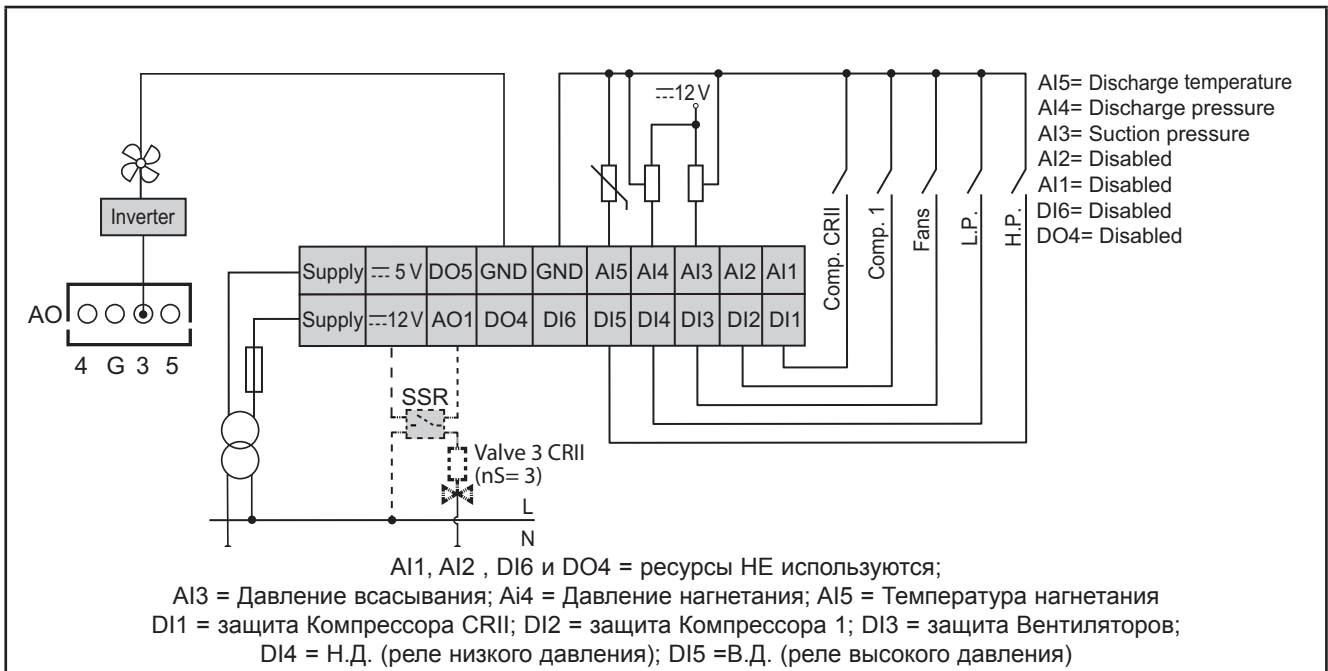 ⎓12 V
AI5= Discharge temperature
AI4= Discharge pressure
AI3= Suction pressure
AI2= Disabled
AI1= Disabled
DI6= Disabled
DO4= Disabled
Inverter
Comp. CRII
Comp. 1
Fans
L.P.
H.P.
Supply ⎓ 5 V DO5 GND GND AI5 AI4 AI3 AI2 AI1
Supply ⎓12 V AO1 DO4 DI6 DI5 DI4 DI3 DI2 DI1
AO
4 G 3 5
SSR
Valve 3 CRII
(nS= 3)
L
N
AI1, AI2 , DI6 и DO4 = ресурсы НЕ используются;
AI3 = Давление всасывания; Ai4 = Давление нагнетания; AI5 = Температура нагнетания
DI1 = защита Компрессора CRII; DI2 = защита Компрессора 1; DI3 = защита Вентиляторов;
DI4 = Н.Д. (реле низкого давления); DI5 =В.Д. (реле высокого давления)